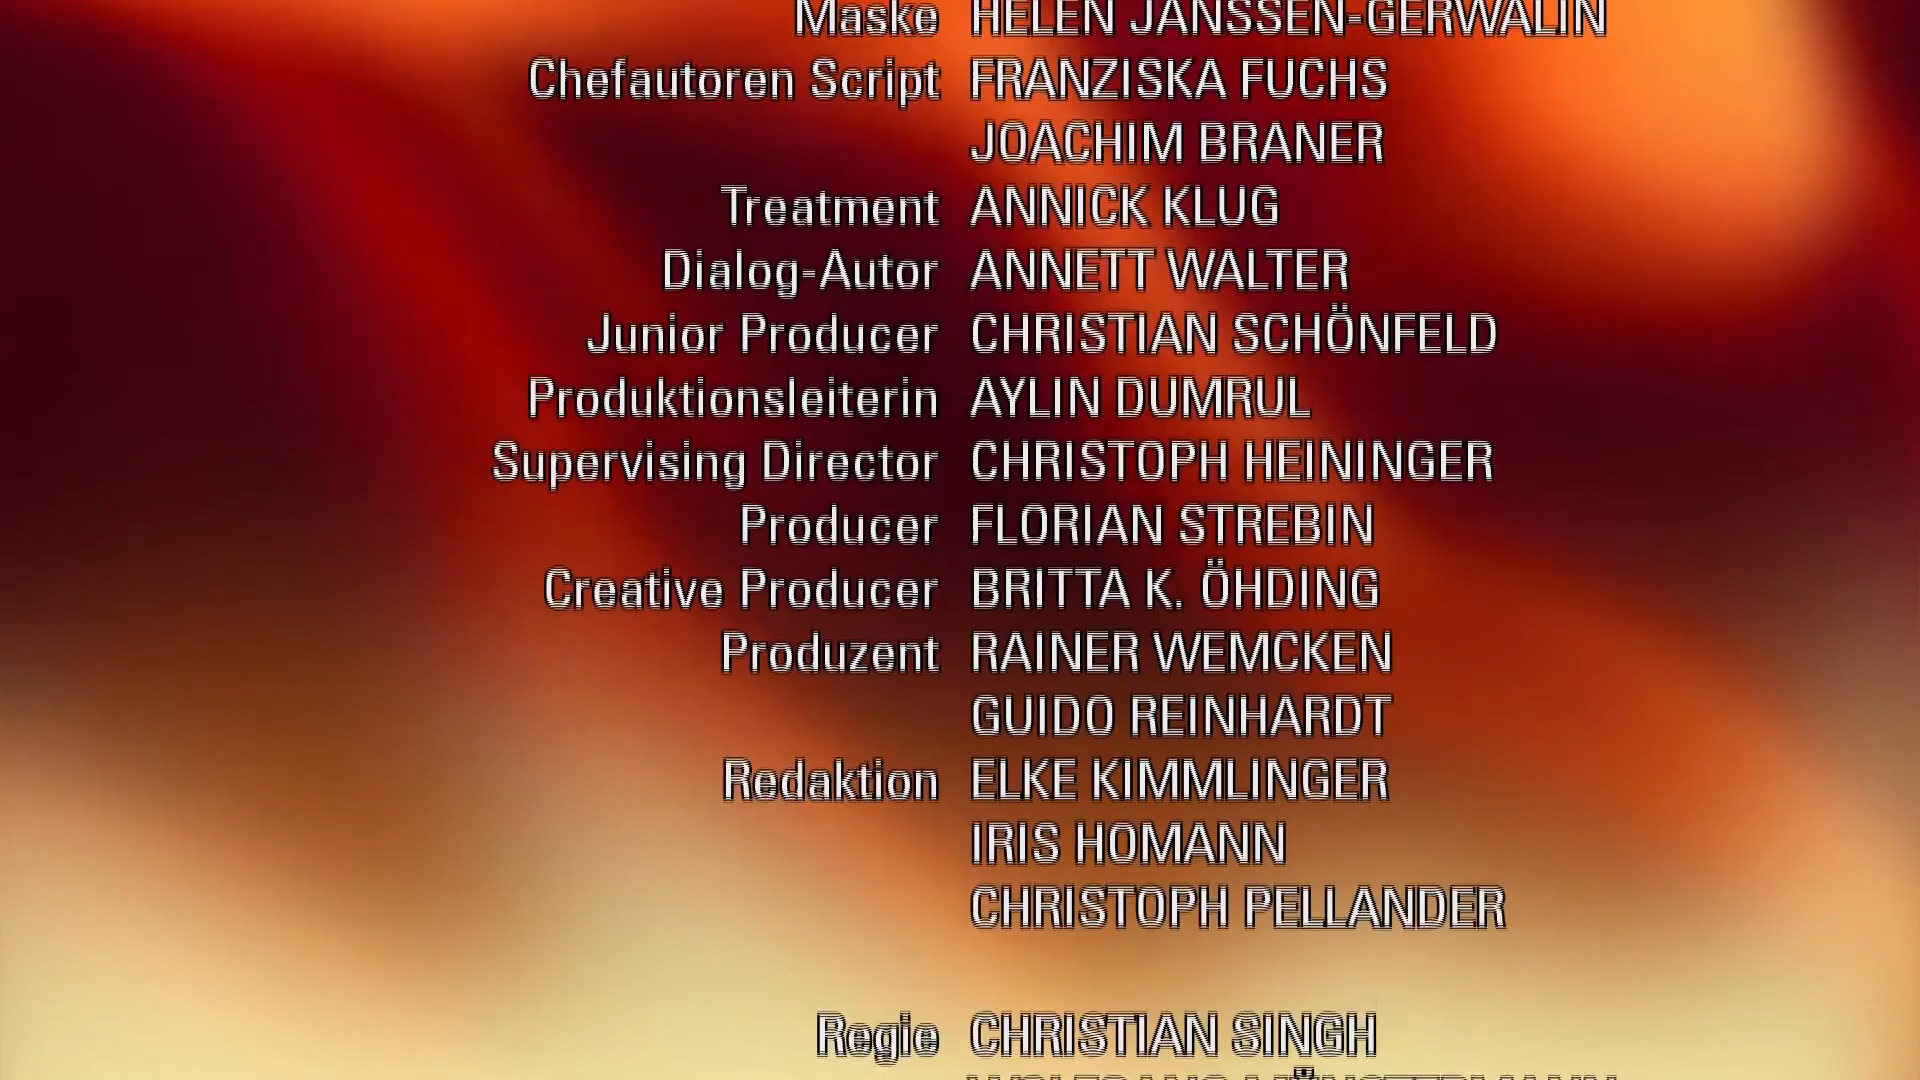 Maske HELEN JANSSEN-GERWALIN
Chefautoren Script FRANZISKA FUCHS
JOACHIM BRANER
Treatment ANNICK KLUG
Dialog-Autor ANNETT WALTER
Junior Producer CHRISTIAN SCHÖNFELD
Produktionsleiterin AYLIN DUMRUL
Supervising Director CHRISTOPH HEININGER
Producer FLORIAN STREBIN
Creative Producer BRITTA K. ÖHDING
Produzent RAINER WEMCKEN
GUIDO REINHARDT
Redaktion ELKE KIMMLINGER
IRIS HOMANN
CHRISTOPH PELLANDER
Regie CHRISTIAN SINGH